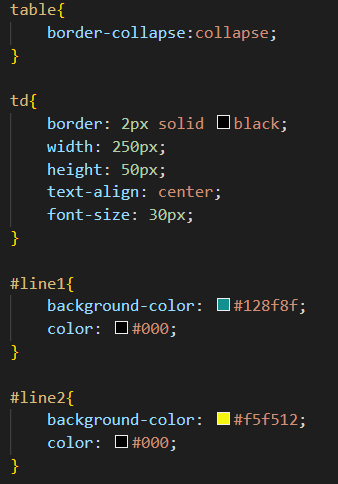 table{
    border-collapse:collapse;
}

td{
    border: 2px solid black;
    width: 250px;
    height: 50px;
    text-align: center;
    font-size: 30px;
}

#line1{
    background-color: #128f8f;
    color: #000;
}

#line2{
    background-color: #f5f512;
    color: #000;
}